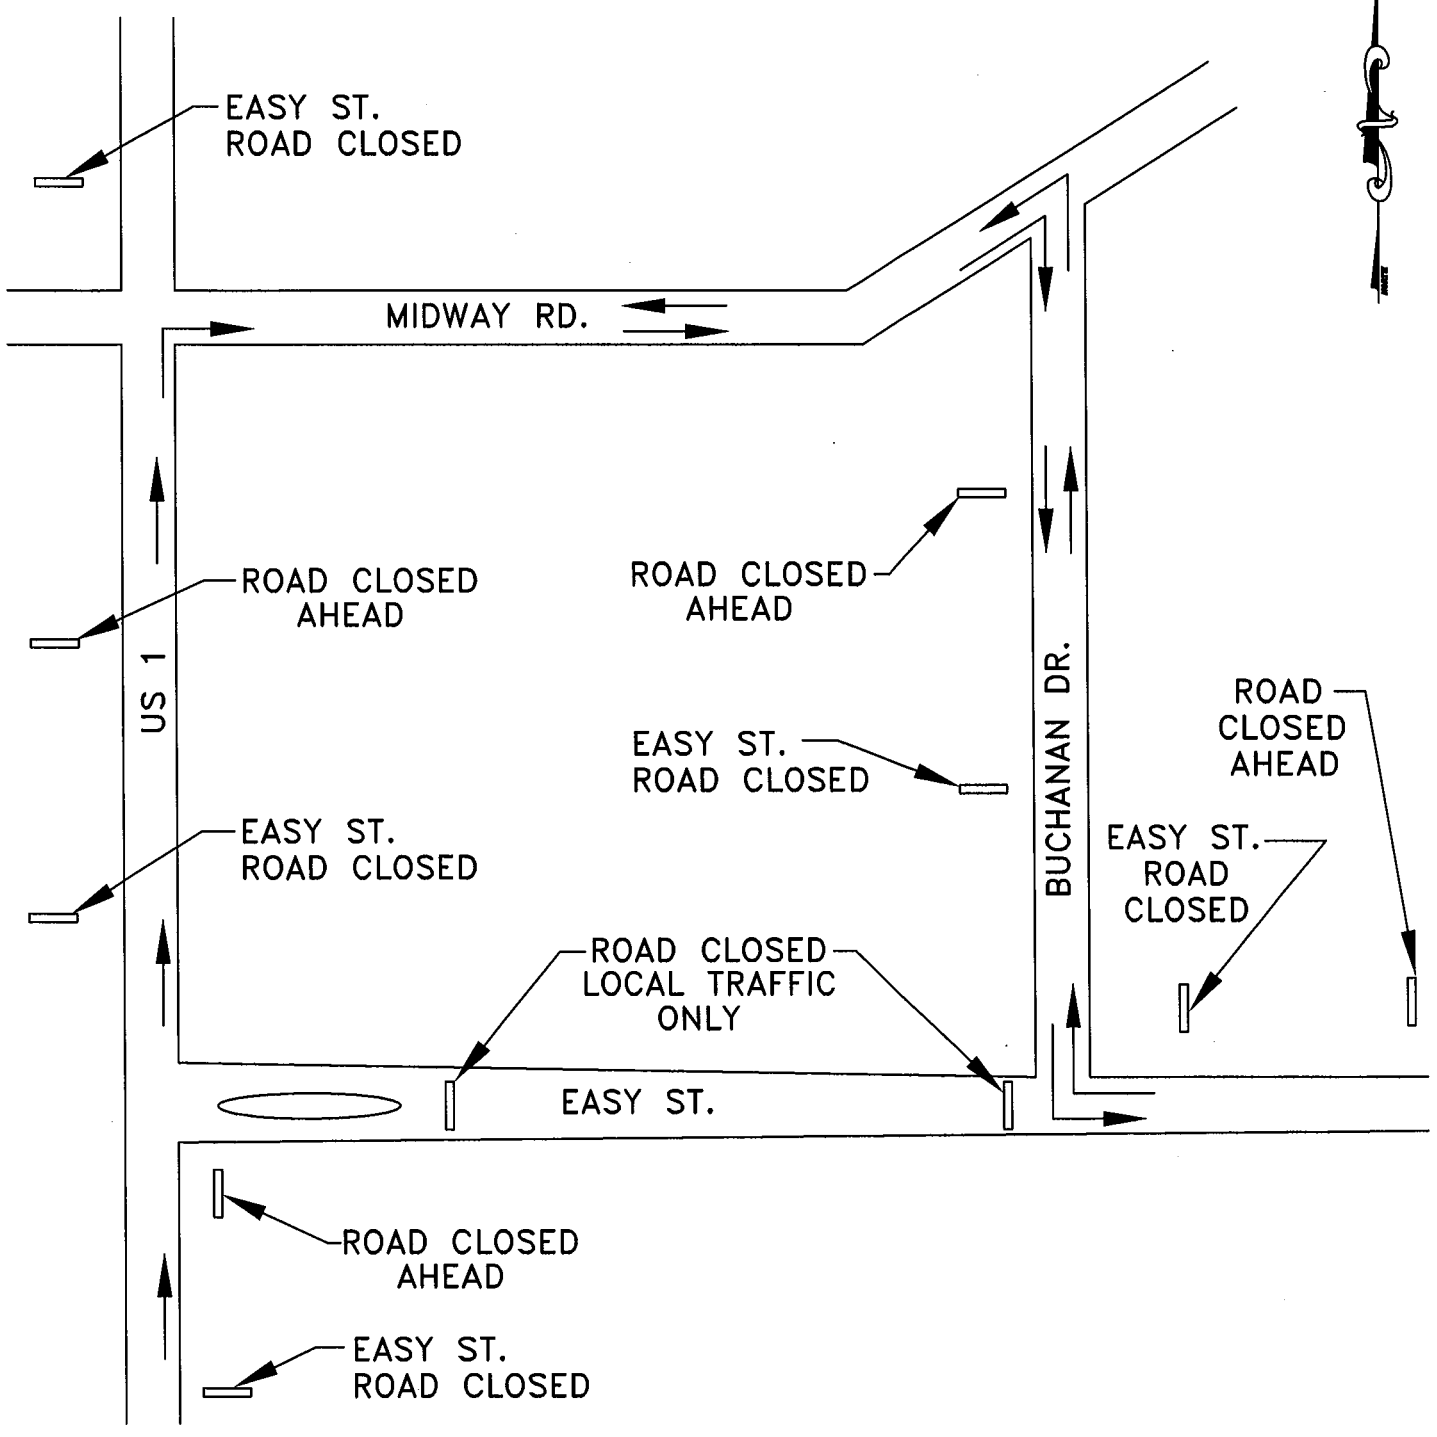 EASY ST.
ROAD CLOSED
MIDWAY RD.
ROAD CLOSED
AHEAD
ROAD CLOSED
AHEAD
US 1
BUCHANAN DR.
ROAD
CLOSED
AHEAD
EASY ST.
ROAD CLOSED
EASY ST.
ROAD CLOSED
EASY ST.
ROAD
CLOSED
ROAD CLOSED
LOCAL TRAFFIC
ONLY
EASY ST.
ROAD CLOSED
AHEAD
EASY ST.
ROAD CLOSED